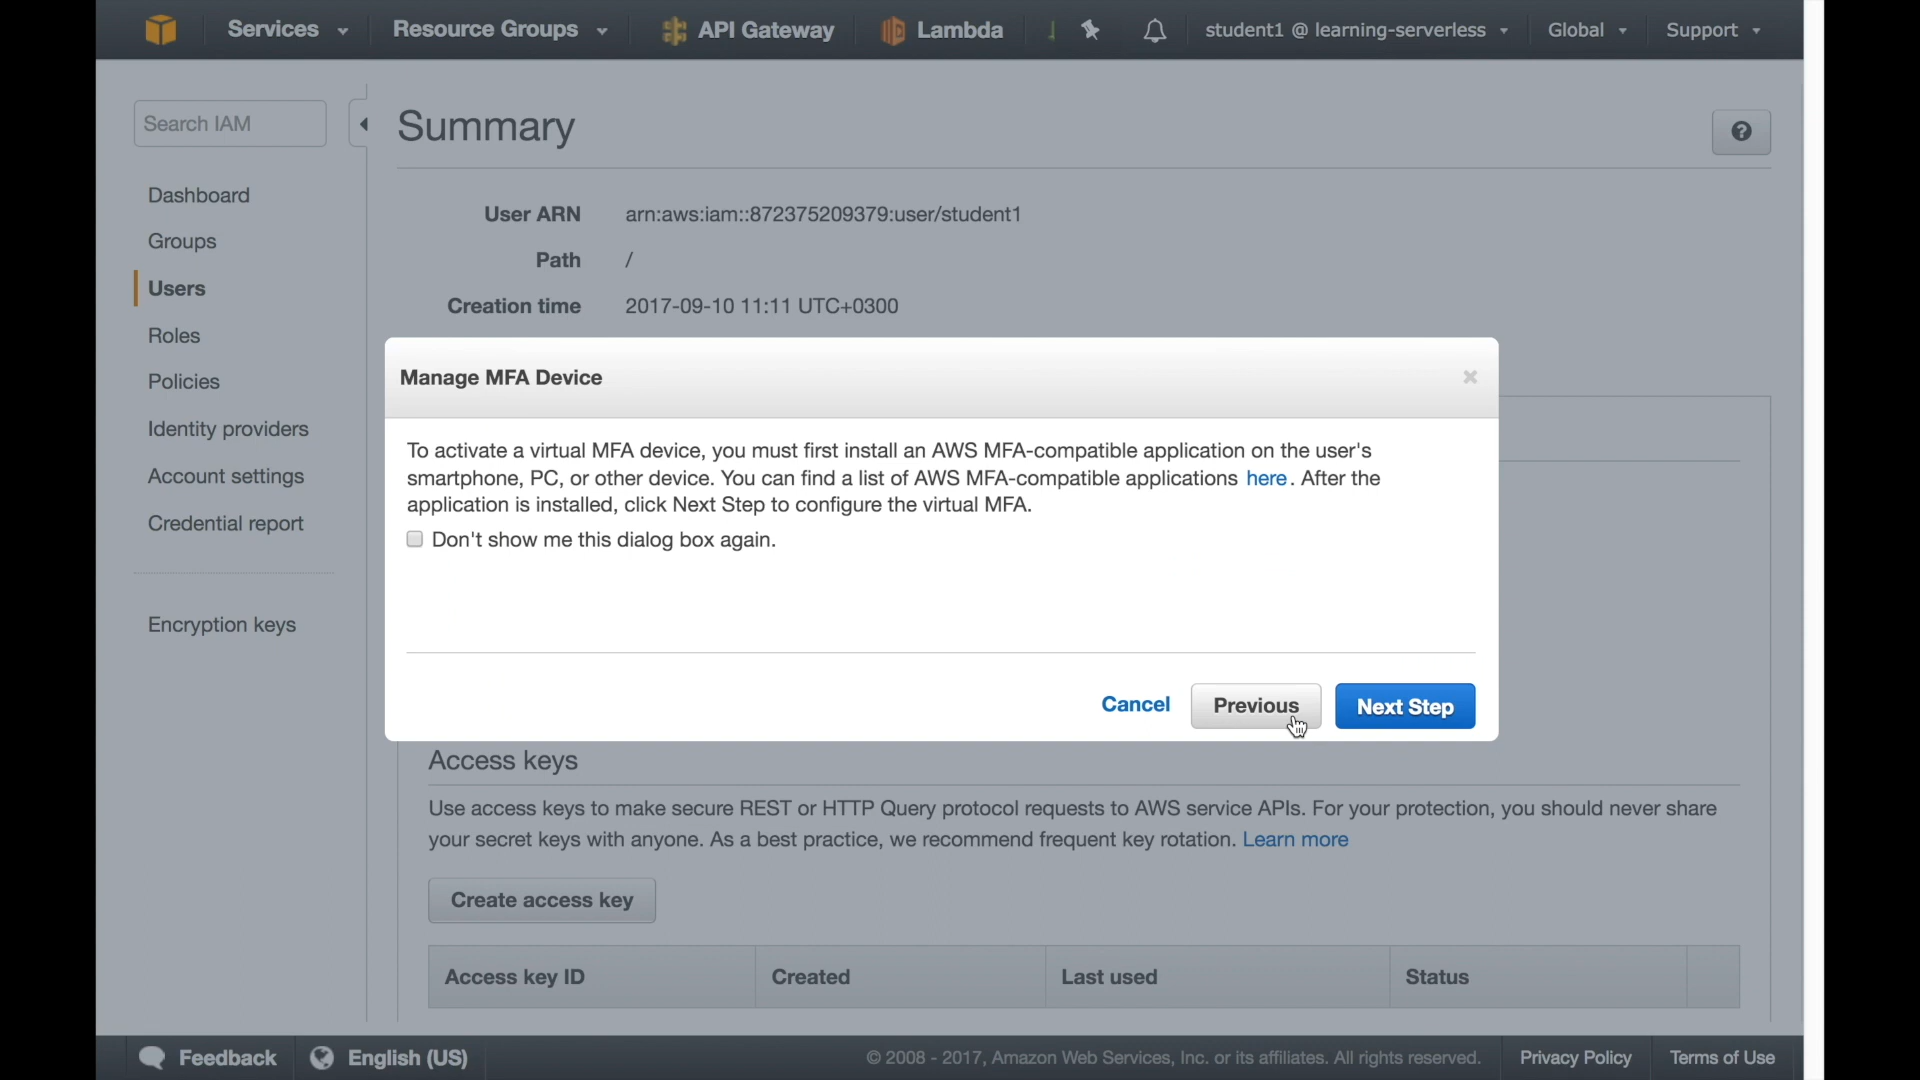 Services
Resource Groups
API Gateway
Lambda
student1 @ learning-serverless
Global
Support
Search IAM
Summary
Dashboard
Groups
Users
Roles
Policies
Identity providers
Account settings
Credential report
Encryption keys
User ARN arn:aws:iam::872375209379:user/student1
Path /
Creation time 2017-09-10 11:11 UTC+0300
Manage MFA Device
To activate a virtual MFA device, you must first install an AWS MFA-compatible application on the user's
smartphone, PC, or other device. You can find a list of AWS MFA-compatible applications here. After the
application is installed, click Next Step to configure the virtual MFA.
Don't show me this dialog box again.
Cancel
Previous
Next Step
Access keys
Use access keys to make secure REST or HTTP Query protocol requests to AWS service APIs. For your protection, you should never share
your secret keys with anyone. As a best practice, we recommend frequent key rotation. Learn more
Create access key
Access key ID Created Last used Status
Feedback
English (US)
© 2008 - 2017, Amazon Web Services, Inc. or its affiliates. All rights reserved.
Privacy Policy
Terms of Use